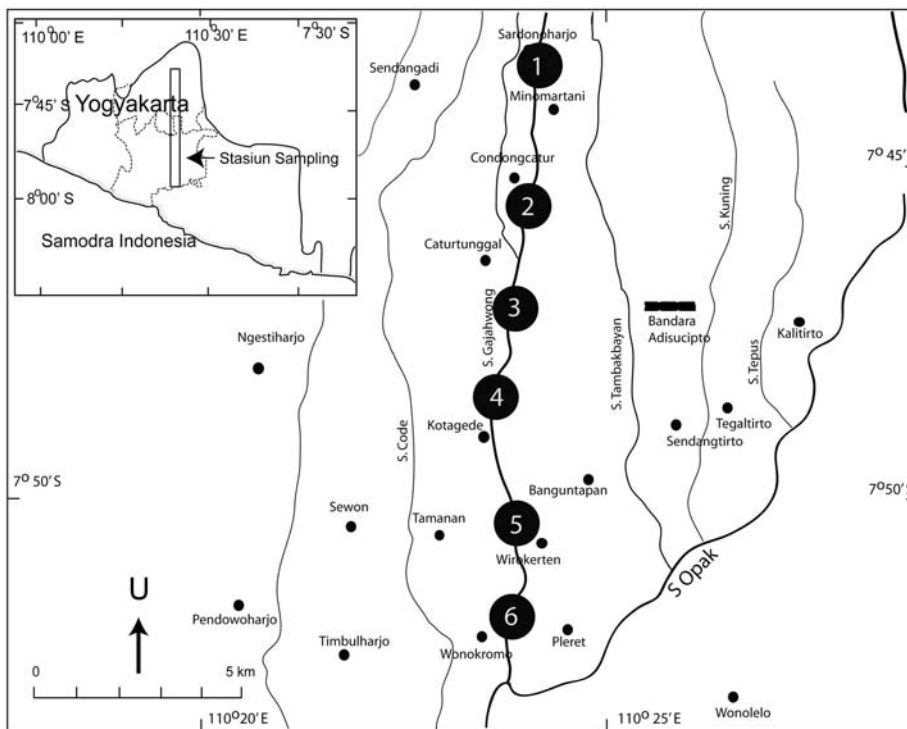 110° 00' E
110° 30' E
7° 30' S
7° 45' S
Yogyakarta
Stasiun Sampling
8° 00' S
Samodra Indonesia
Sardonoharjo
1
Sendangadi
Minomartani
Condongcatur
7° 45' S
2
S.Kuning
Caturtunggal
3
S. Gajahwong
Bandara
Adisucipto
Kalitirto
Ngestiharjo
S.Tambakbayan
S.Tepus
4
Tegaltirto
Kotagede
Sendangtirto
S.Code
7° 50' S
Banguntapan
7° 50' S
Sewon
Tamanan
5
Wirokerten
S Opak
U
Pendowoharjo
6
Timbulharjo
Wonokromo
Pleret
0
5 km
Wonolelo
110° 20' E
110° 25' E